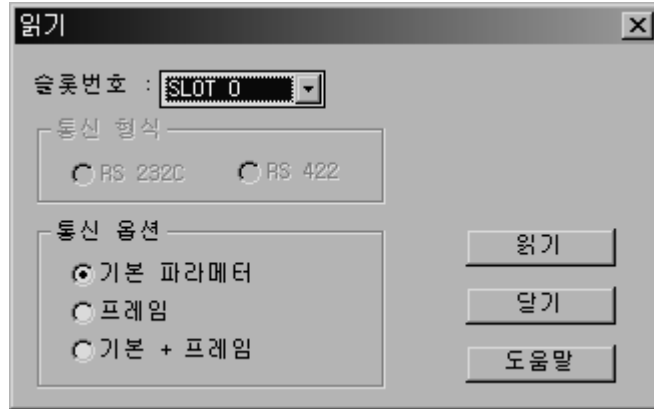 읽기
슬롯번호 : SLOT 0
통신 형식
RS 232C RS 422
통신 옵션
기본 파라메터
프레임
기본 + 프레임
읽기
닫기
도움말